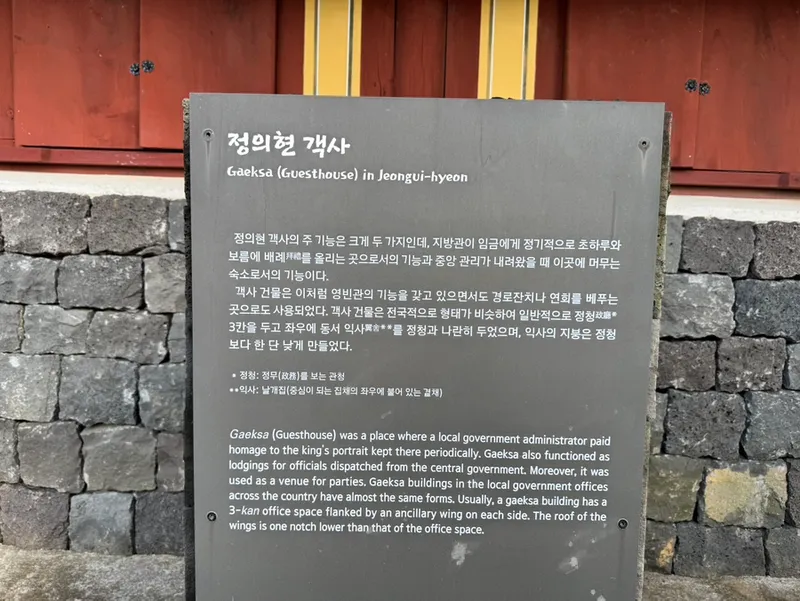 정의현 객사
Gaeksa (Guesthouse) in Jeongui-hyeon
정의현 객사의 주 기능은 크게 두 가지인데, 지방관이 임금에게 정기적으로 초하루와
보름에 배례拜禮를 올리는 곳으로서의 기능과 중앙 관리가 내려왔을 때 이곳에 머무는
숙소로서의 기능이다.
객사 건물은 이처럼 영빈관의 기능을 갖고 있으면서도 경로잔치나 연회를 베푸는
곳으로도 사용되었다. 객사 건물은 전국적으로 형태가 비슷하여 일반적으로 정청政廳*
3칸을 두고 좌우에 동서 익사翼舍**를 정청과 나란히 두었으며, 익사의 지붕은 정청
보다 한 단 낮게 만들었다.
* 정청: 정무(政務)를 보는 관청
**익사: 날개집(중심이 되는 집채의 좌우에 붙어 있는 곁채)
Gaeksa (Guesthouse) was a place where a local government administrator paid
homage to the king's portrait kept there periodically. Gaeksa also functioned as
lodgings for officials dispatched from the central government. Moreover, it was
used as a venue for parties. Gaeksa buildings in the local government offices
across the country have almost the same forms. Usually, a gaeksa building has a
3-kan office space flanked by an ancillary wing on each side. The roof of the
wings is one notch lower than that of the office space.